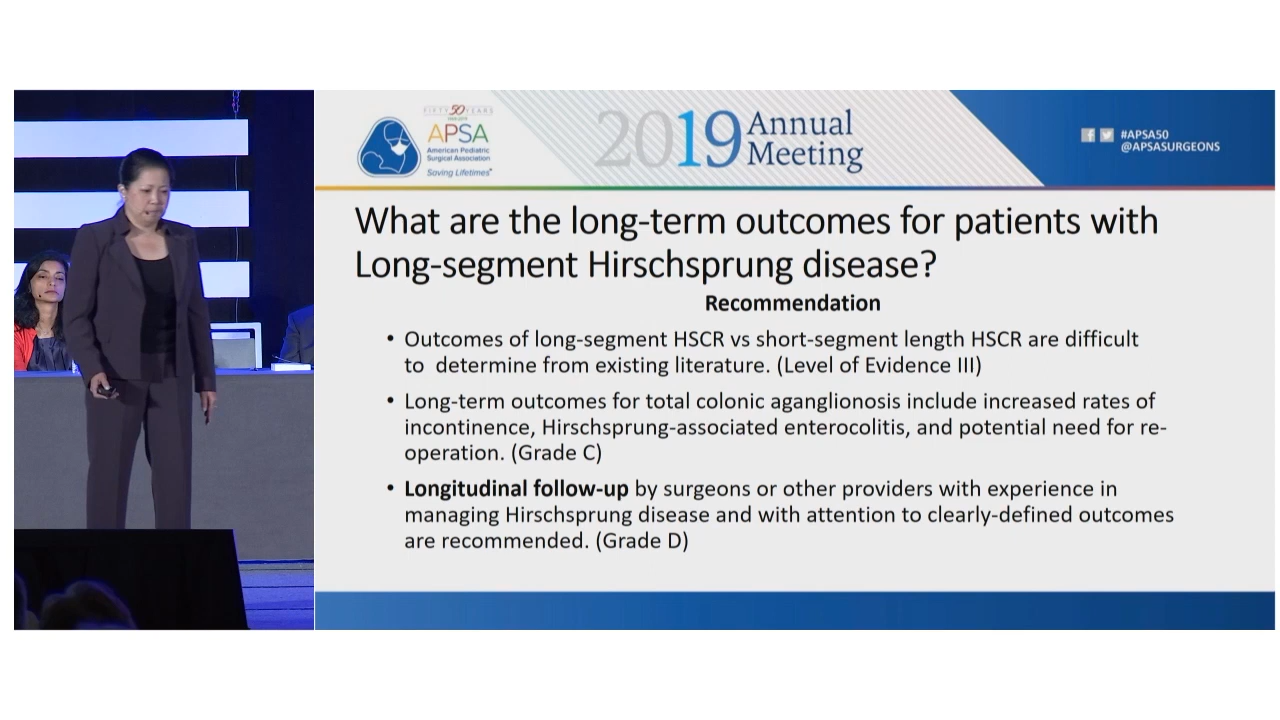 FIFTY 50 YEARS
APSA
American Pediatric
Surgical Association
Saving Lifetimes
2019 Annual
Meeting
#APSA50
@APSASURGEONS
What are the long-term outcomes for patients with
Long-segment Hirschsprung disease?
Recommendation
• Outcomes of long-segment HSCR vs short-segment length HSCR are difficult
to  determine from existing literature. (Level of Evidence III)
• Long-term outcomes for total colonic aganglionosis include increased rates of
incontinence, Hirschsprung-associated enterocolitis, and potential need for re-
operation. (Grade C)
• Longitudinal follow-up by surgeons or other providers with experience in
managing Hirschsprung disease and with attention to clearly-defined outcomes
are recommended. (Grade D)